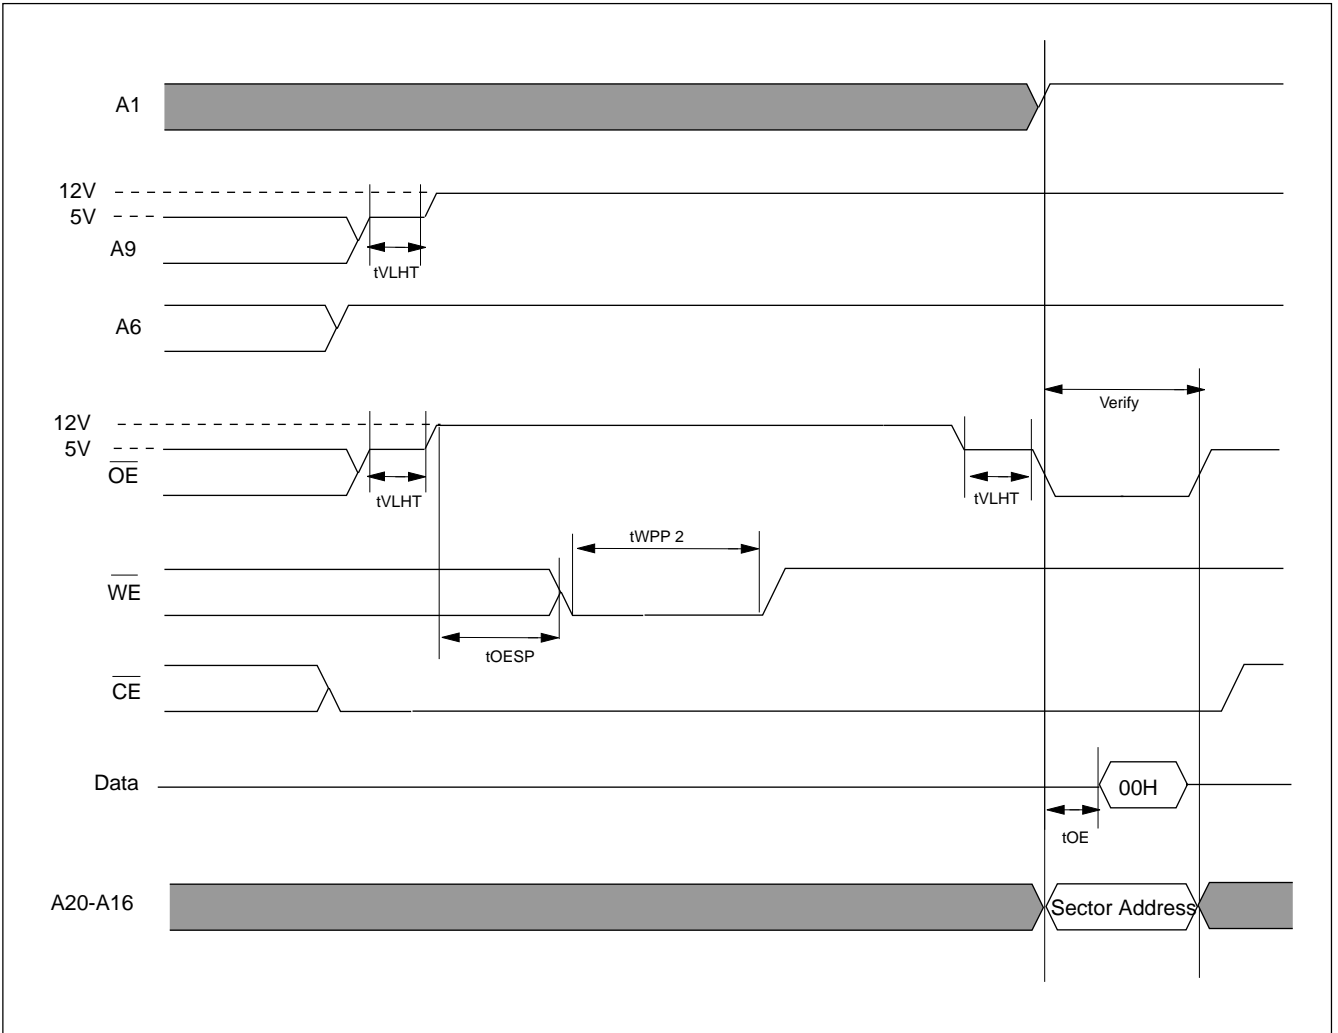 A1
12V
5V
A9
tVLHT
A6
12V
5V
OE
tVLHT
tVLHT
Verify
tWPP 2
WE
tOESP
CE
Data
00H
tOE
A20-A16
Sector Address